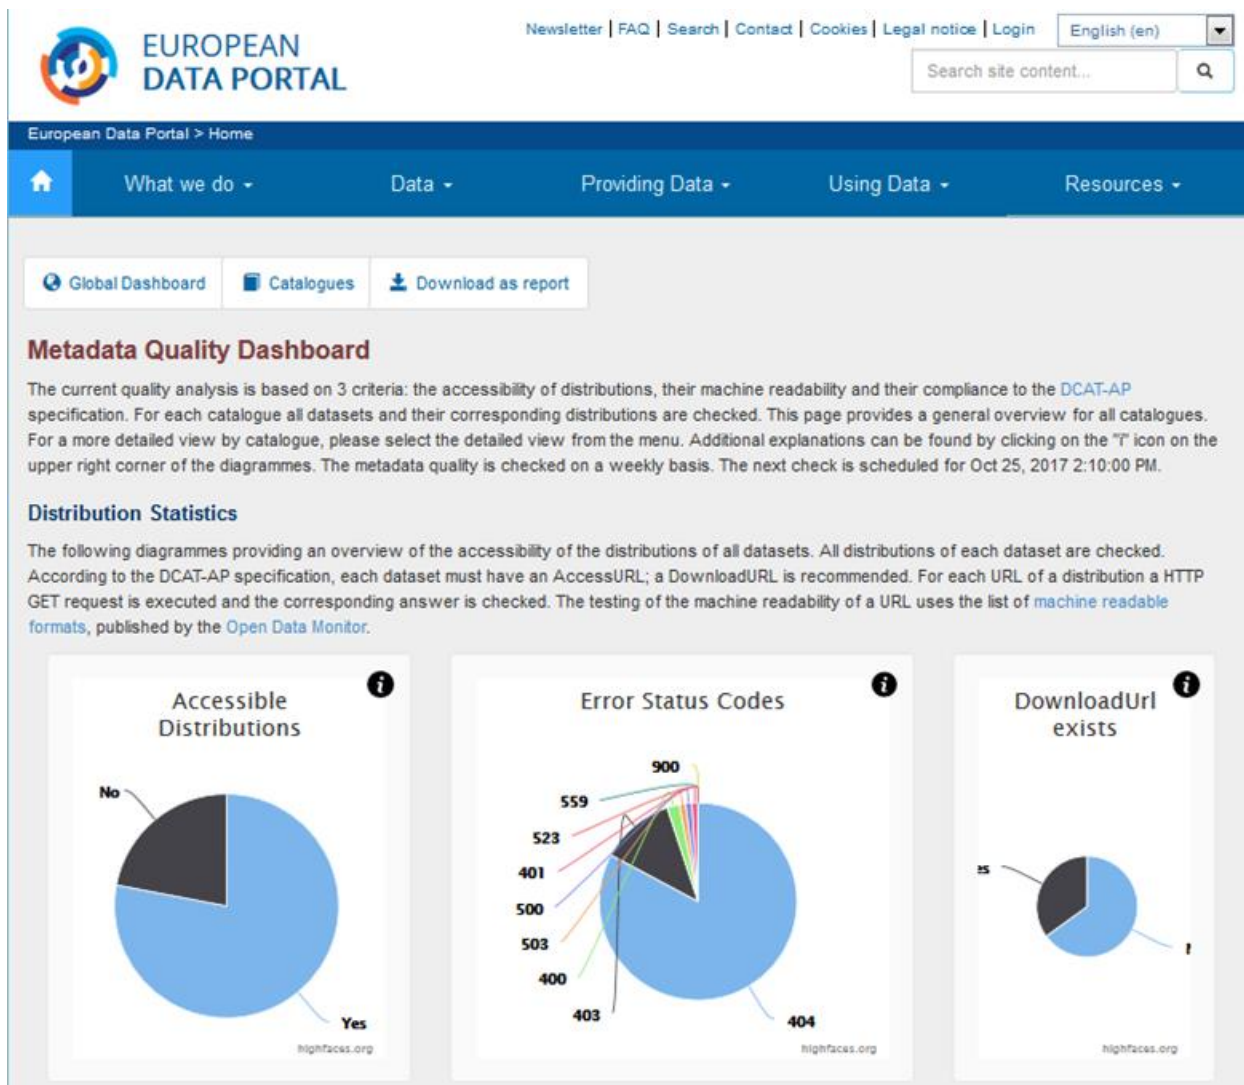 Newsletter | FAQ | Search | Contact | Cookies | Legal notice | Login
English (en)
EUROPEAN
DATA PORTAL
Search site content...
European Data Portal > Home
What we do
Data
Providing Data
Using Data
Resources
Global Dashboard
Catalogues
Download as report
Metadata Quality Dashboard
The current quality analysis is based on 3 criteria: the accessibility of distributions, their machine readability and their compliance to the DCAT-AP
specification. For each catalogue all datasets and their corresponding distributions are checked. This page provides a general overview for all catalogues.
For a more detailed view by catalogue, please select the detailed view from the menu. Additional explanations can be found by clicking on the "i" icon on the
upper right corner of the diagrammes. The metadata quality is checked on a weekly basis. The next check is scheduled for Oct 25, 2017 2:10:00 PM.
Distribution Statistics
The following diagrammes providing an overview of the accessibility of the distributions of all datasets. All distributions of each dataset are checked.
According to the DCAT-AP specification, each dataset must have an AccessURL; a DownloadURL is recommended. For each URL of a distribution a HTTP
GET request is executed and the corresponding answer is checked. The testing of the machine readability of a URL uses the list of machine readable
formats, published by the Open Data Monitor.
i
Accessible
Distributions
No
Yes
highfaces.org
i
Error Status Codes
900
559
523
401
500
503
400
403
404
highfaces.org
i
DownloadUrl
exists
es
highfaces.org